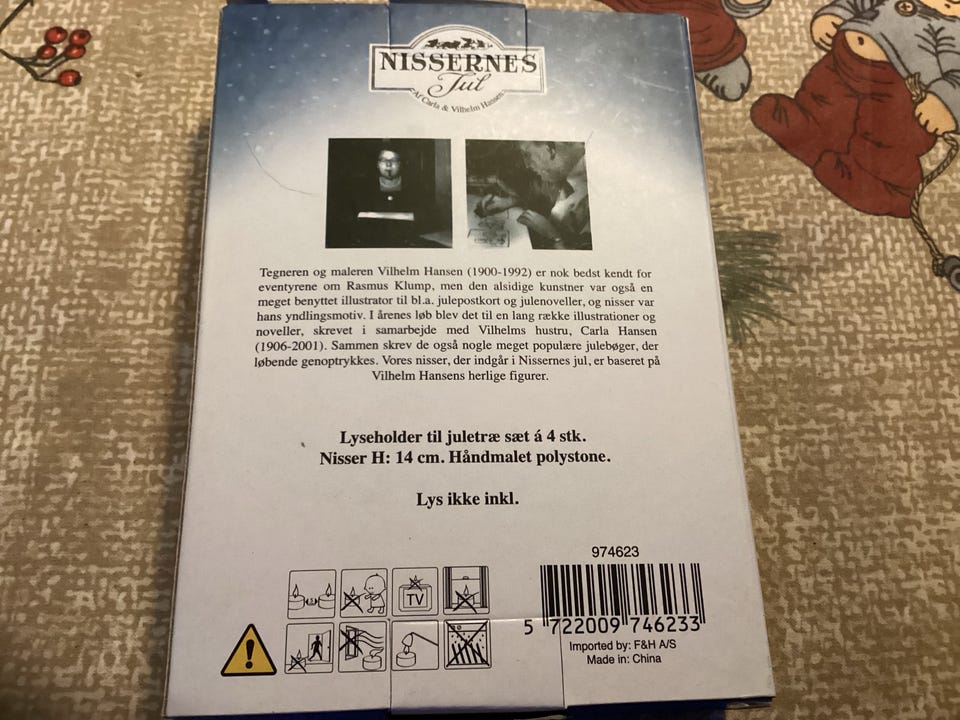 NISSERNES
Jul
Af Carla & Vilhelm Hansen
Tegneren og maleren Vilhelm Hansen (1900-1992) er nok bedst kendt for
eventyrene om Rasmus Klump, men den alsidige kunstner var også en
meget benyttet illustrator til bl.a. julepostkort og julenoveller, og nisser var
hans yndlingsmotiv. I årenes løb blev det til en lang række illustrationer og
noveller, skrevet i samarbejde med Vilhelms hustru, Carla Hansen
(1906-2001). Sammen skrev de også nogle meget populære julebøger, der
løbende genoptrykkes. Vores nisser, der indgår i Nissernes jul, er baseret på
Vilhelm Hansens herlige figurer.
Lyseholder til juletræ sæt á 4 stk.
Nisser H: 14 cm. Håndmalet polystone.
Lys ikke inkl.
974623
TV
5 722009 746233
Imported by: F&H A/S
Made in: China